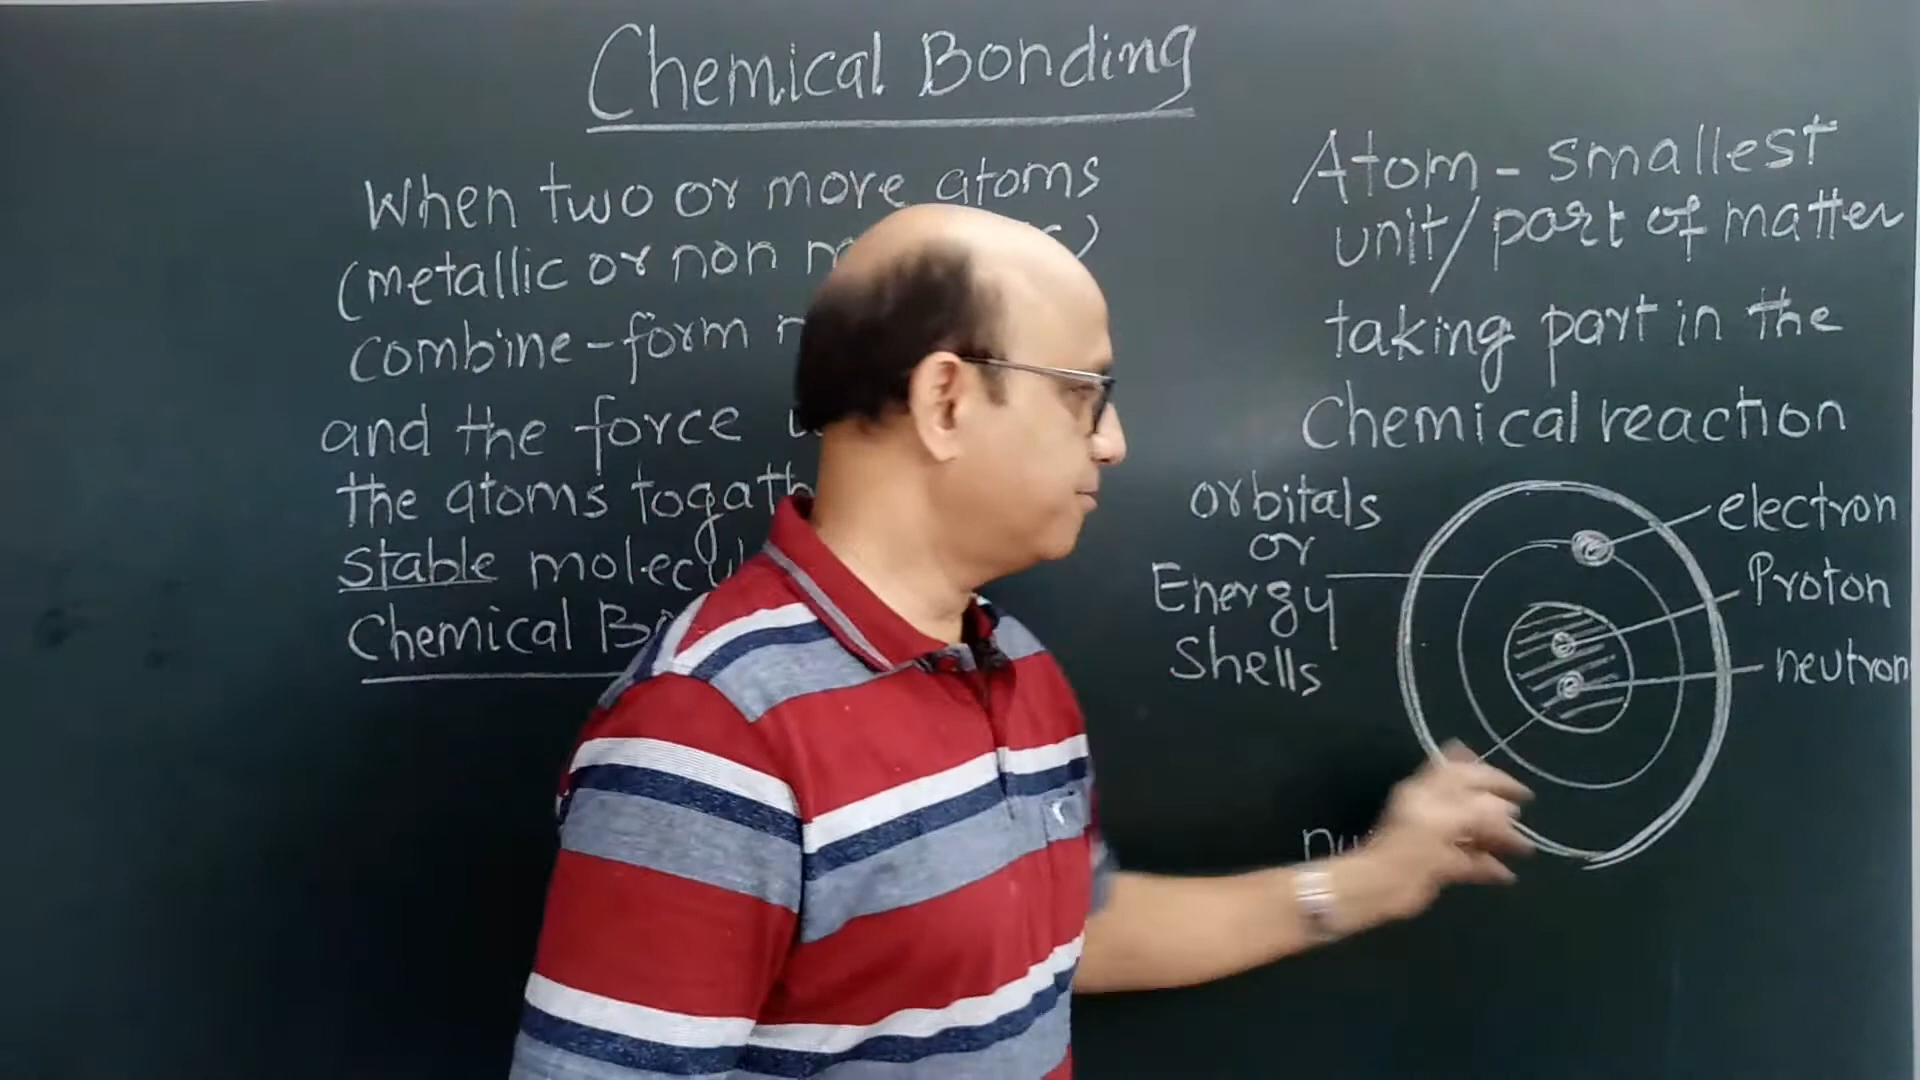 Chemical Bonding
When two or more atoms
(metallic or non
combine-form
and the force
the atoms
stable
Chemical
Atom - smallest
unit/part of matter
taking part in the
Chemical reaction
orbitals
or
Energy
Shells
electron
Proton
neutron